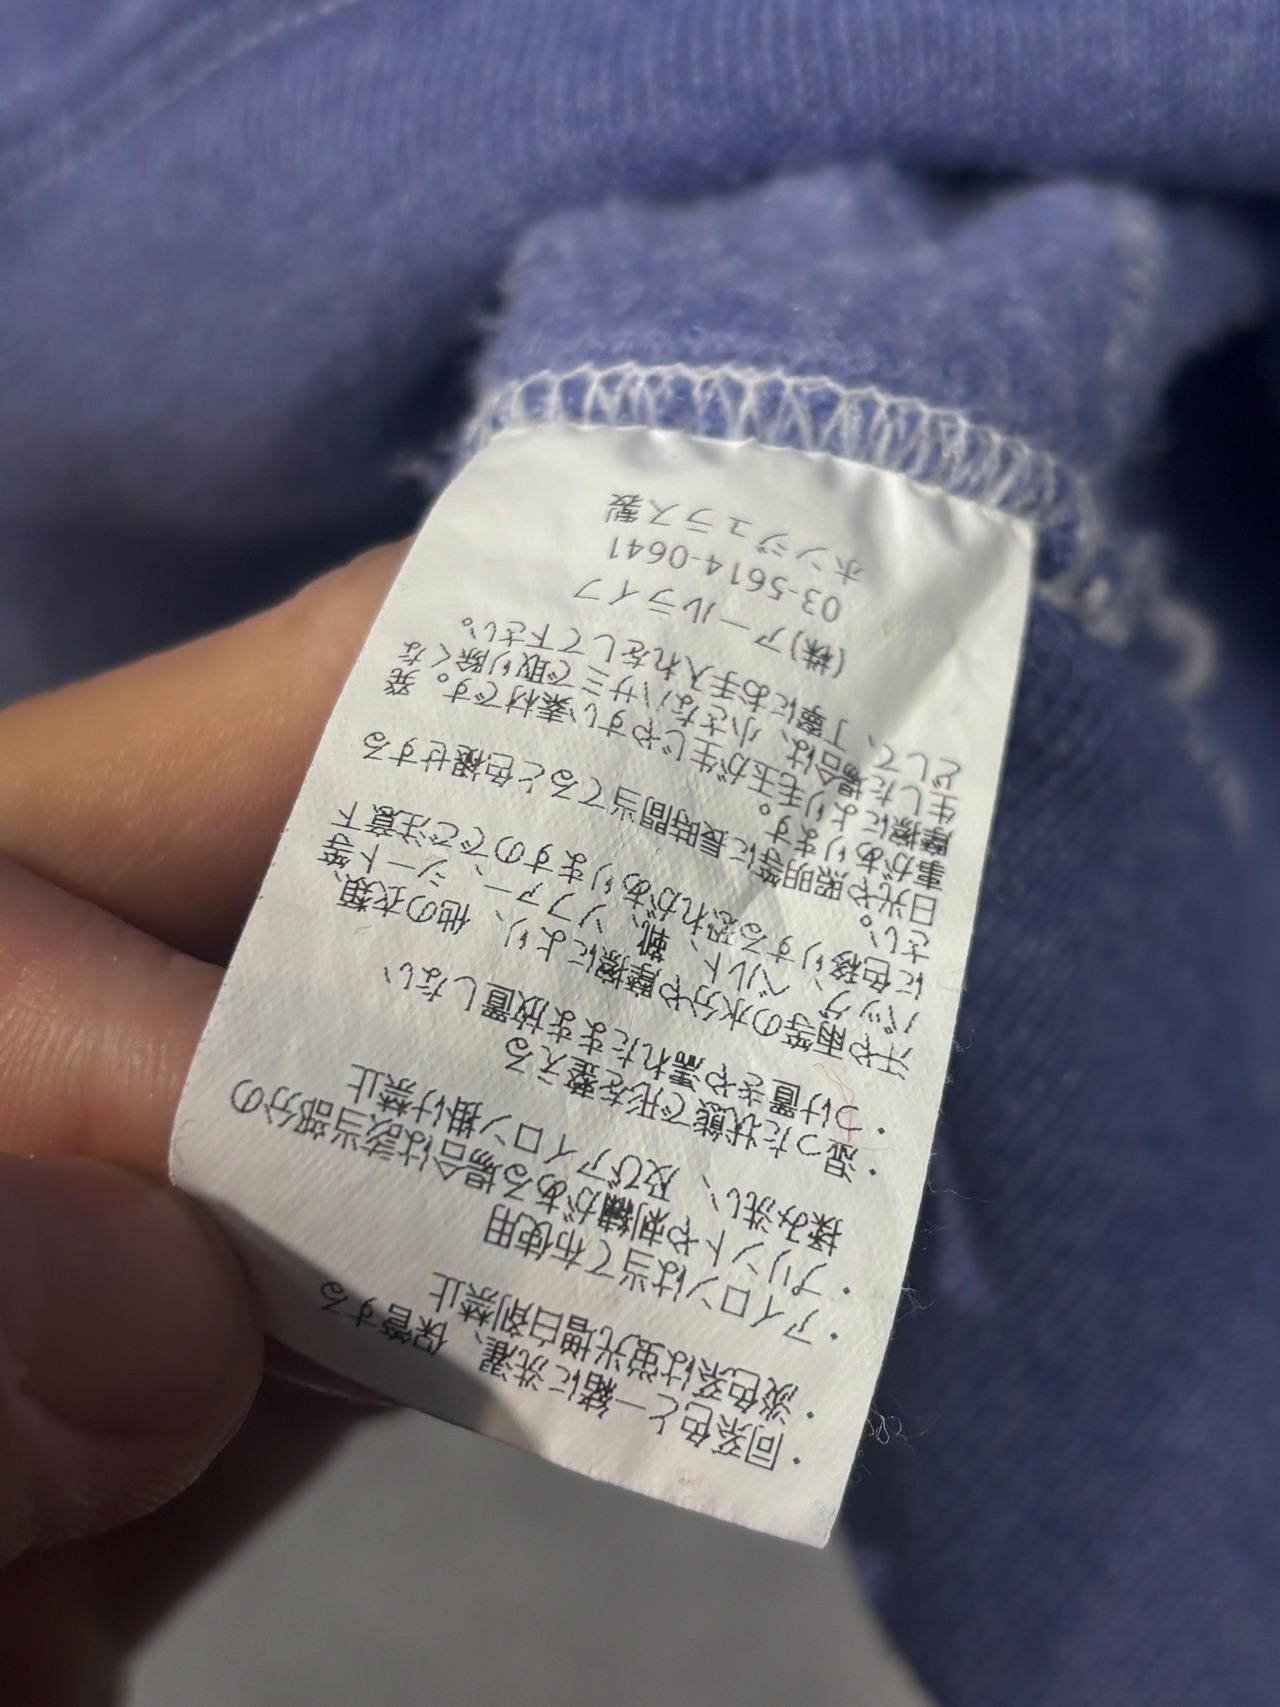 ・同系色と一緒に洗濯、保管する
・淡色系は蛍光増白剤禁止
・アイロンは当て布使用
・プリントや刺繍がある場合は該当部分の
揉み洗い、及びアイロン掛け禁止
・湿った状態で形を整える
・つけ置きや濡れたまま放置しない
汗や雨等の水分や摩擦により、他の衣類、
バッグ、ベルト、靴、ソファー、シート等
に色移りする恐れがありますのでご注意下
さい。
日光や照明等に長時間当てると色褪せする
事があります。
摩擦により毛玉が生じやすい素材です。発
生した場合は、小さなハサミで取り除くな
どして、丁寧にお手入れをして下さい。
(株)アールライフ
03-5614-0641
ホンジュラス製